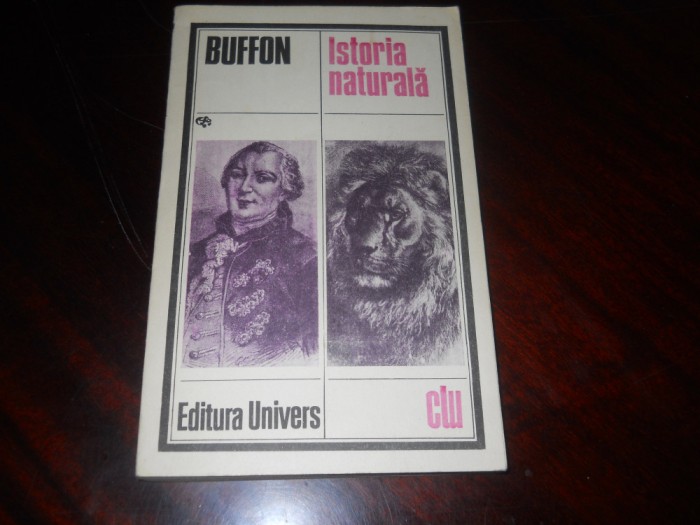 BUFFON
Istoria
naturală
Editura Univers
clu